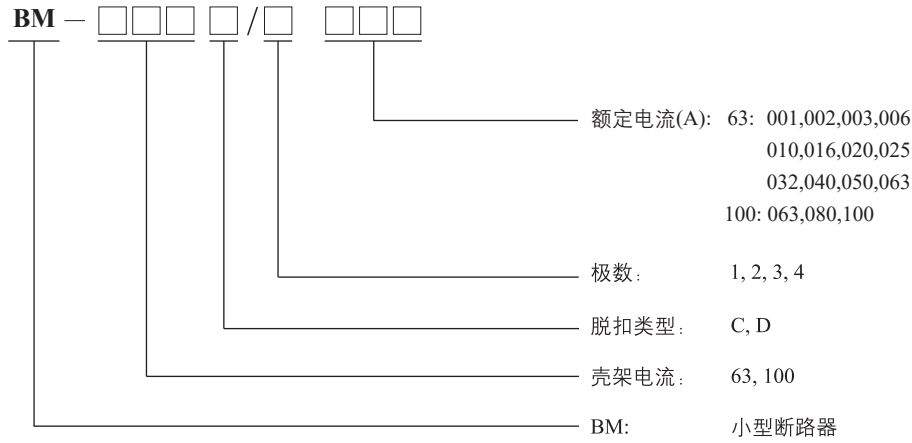 BM — □□□ □ / □ □□□
额定电流(A): 63: 001,002,003,006
010,016,020,025
032,040,050,063
100: 063,080,100
极数: 1, 2, 3, 4
脱扣类型: C, D
壳架电流: 63, 100
BM: 小型断路器